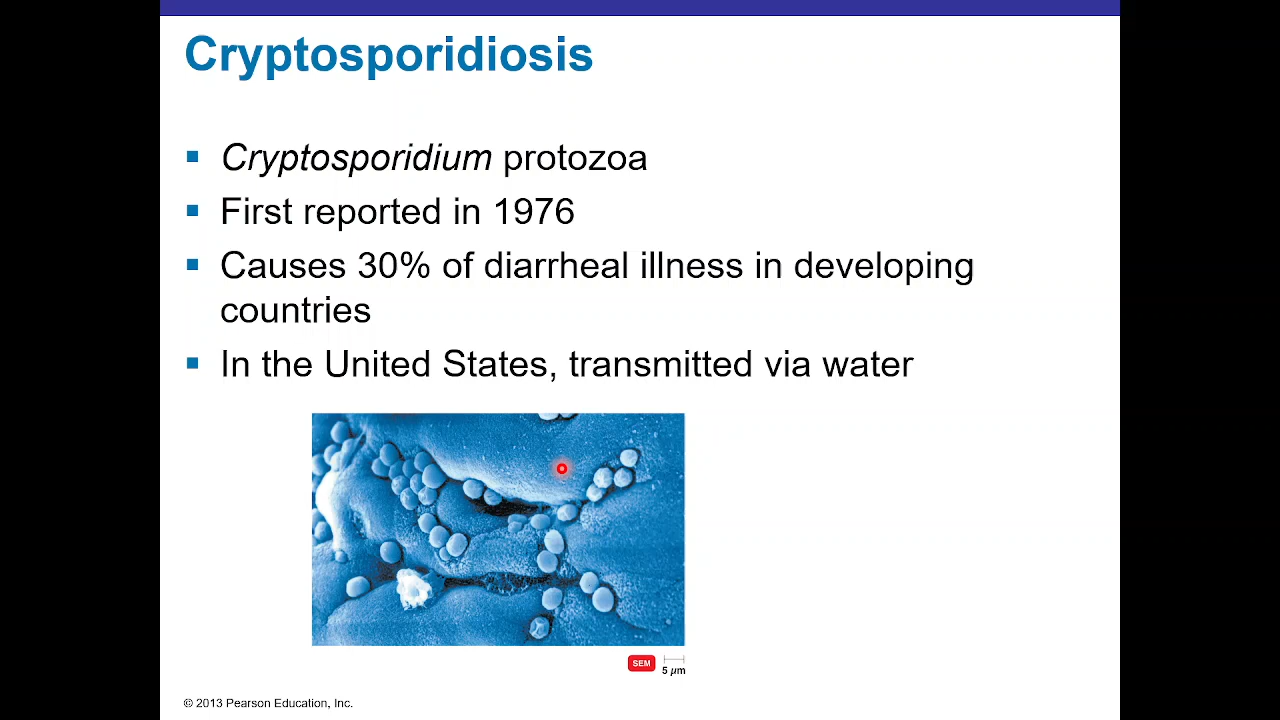 Cryptosporidiosis
▪ Cryptosporidium protozoa
▪ First reported in 1976
▪ Causes 30% of diarrheal illness in developing
countries
▪ In the United States, transmitted via water
SEM 5 µm
© 2013 Pearson Education, Inc.